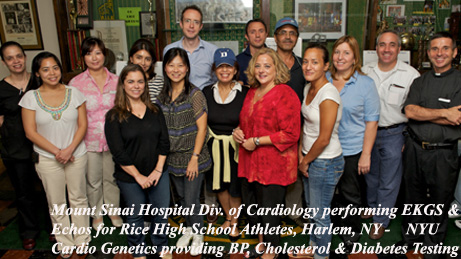 Mount Sinai Hospital Div. of Cardiology performing EKGS &
Echos for Rice High School Athletes, Harlem, NY - NYU
Cardio Genetics providing BP, Cholesterol & Diabetes Testing